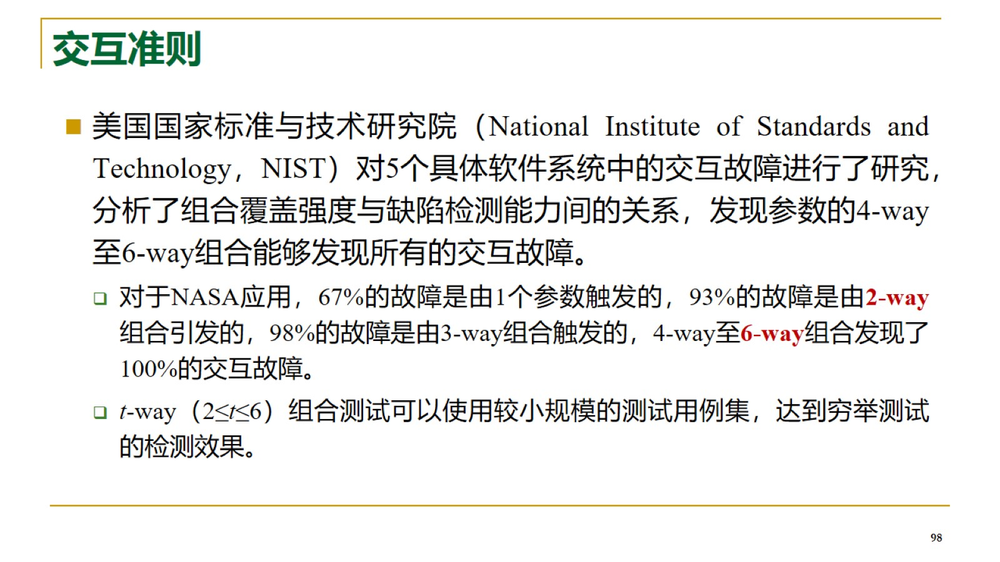 交互准则
美国国家标准与技术研究院（National Institute of Standards and
Technology，NIST）对5个具体软件系统中的交互故障进行了研究，
分析了组合覆盖强度与缺陷检测能力间的关系，发现参数的4-way
至6-way组合能够发现所有的交互故障。
对于NASA应用，67%的故障是由1个参数触发的，93%的故障是由2-way
组合引发的，98%的故障是由3-way组合触发的，4-way至6-way组合发现了
100%的交互故障。
t-way（2≤t≤6）组合测试可以使用较小规模的测试用例集，达到穷举测试
的检测效果。
98